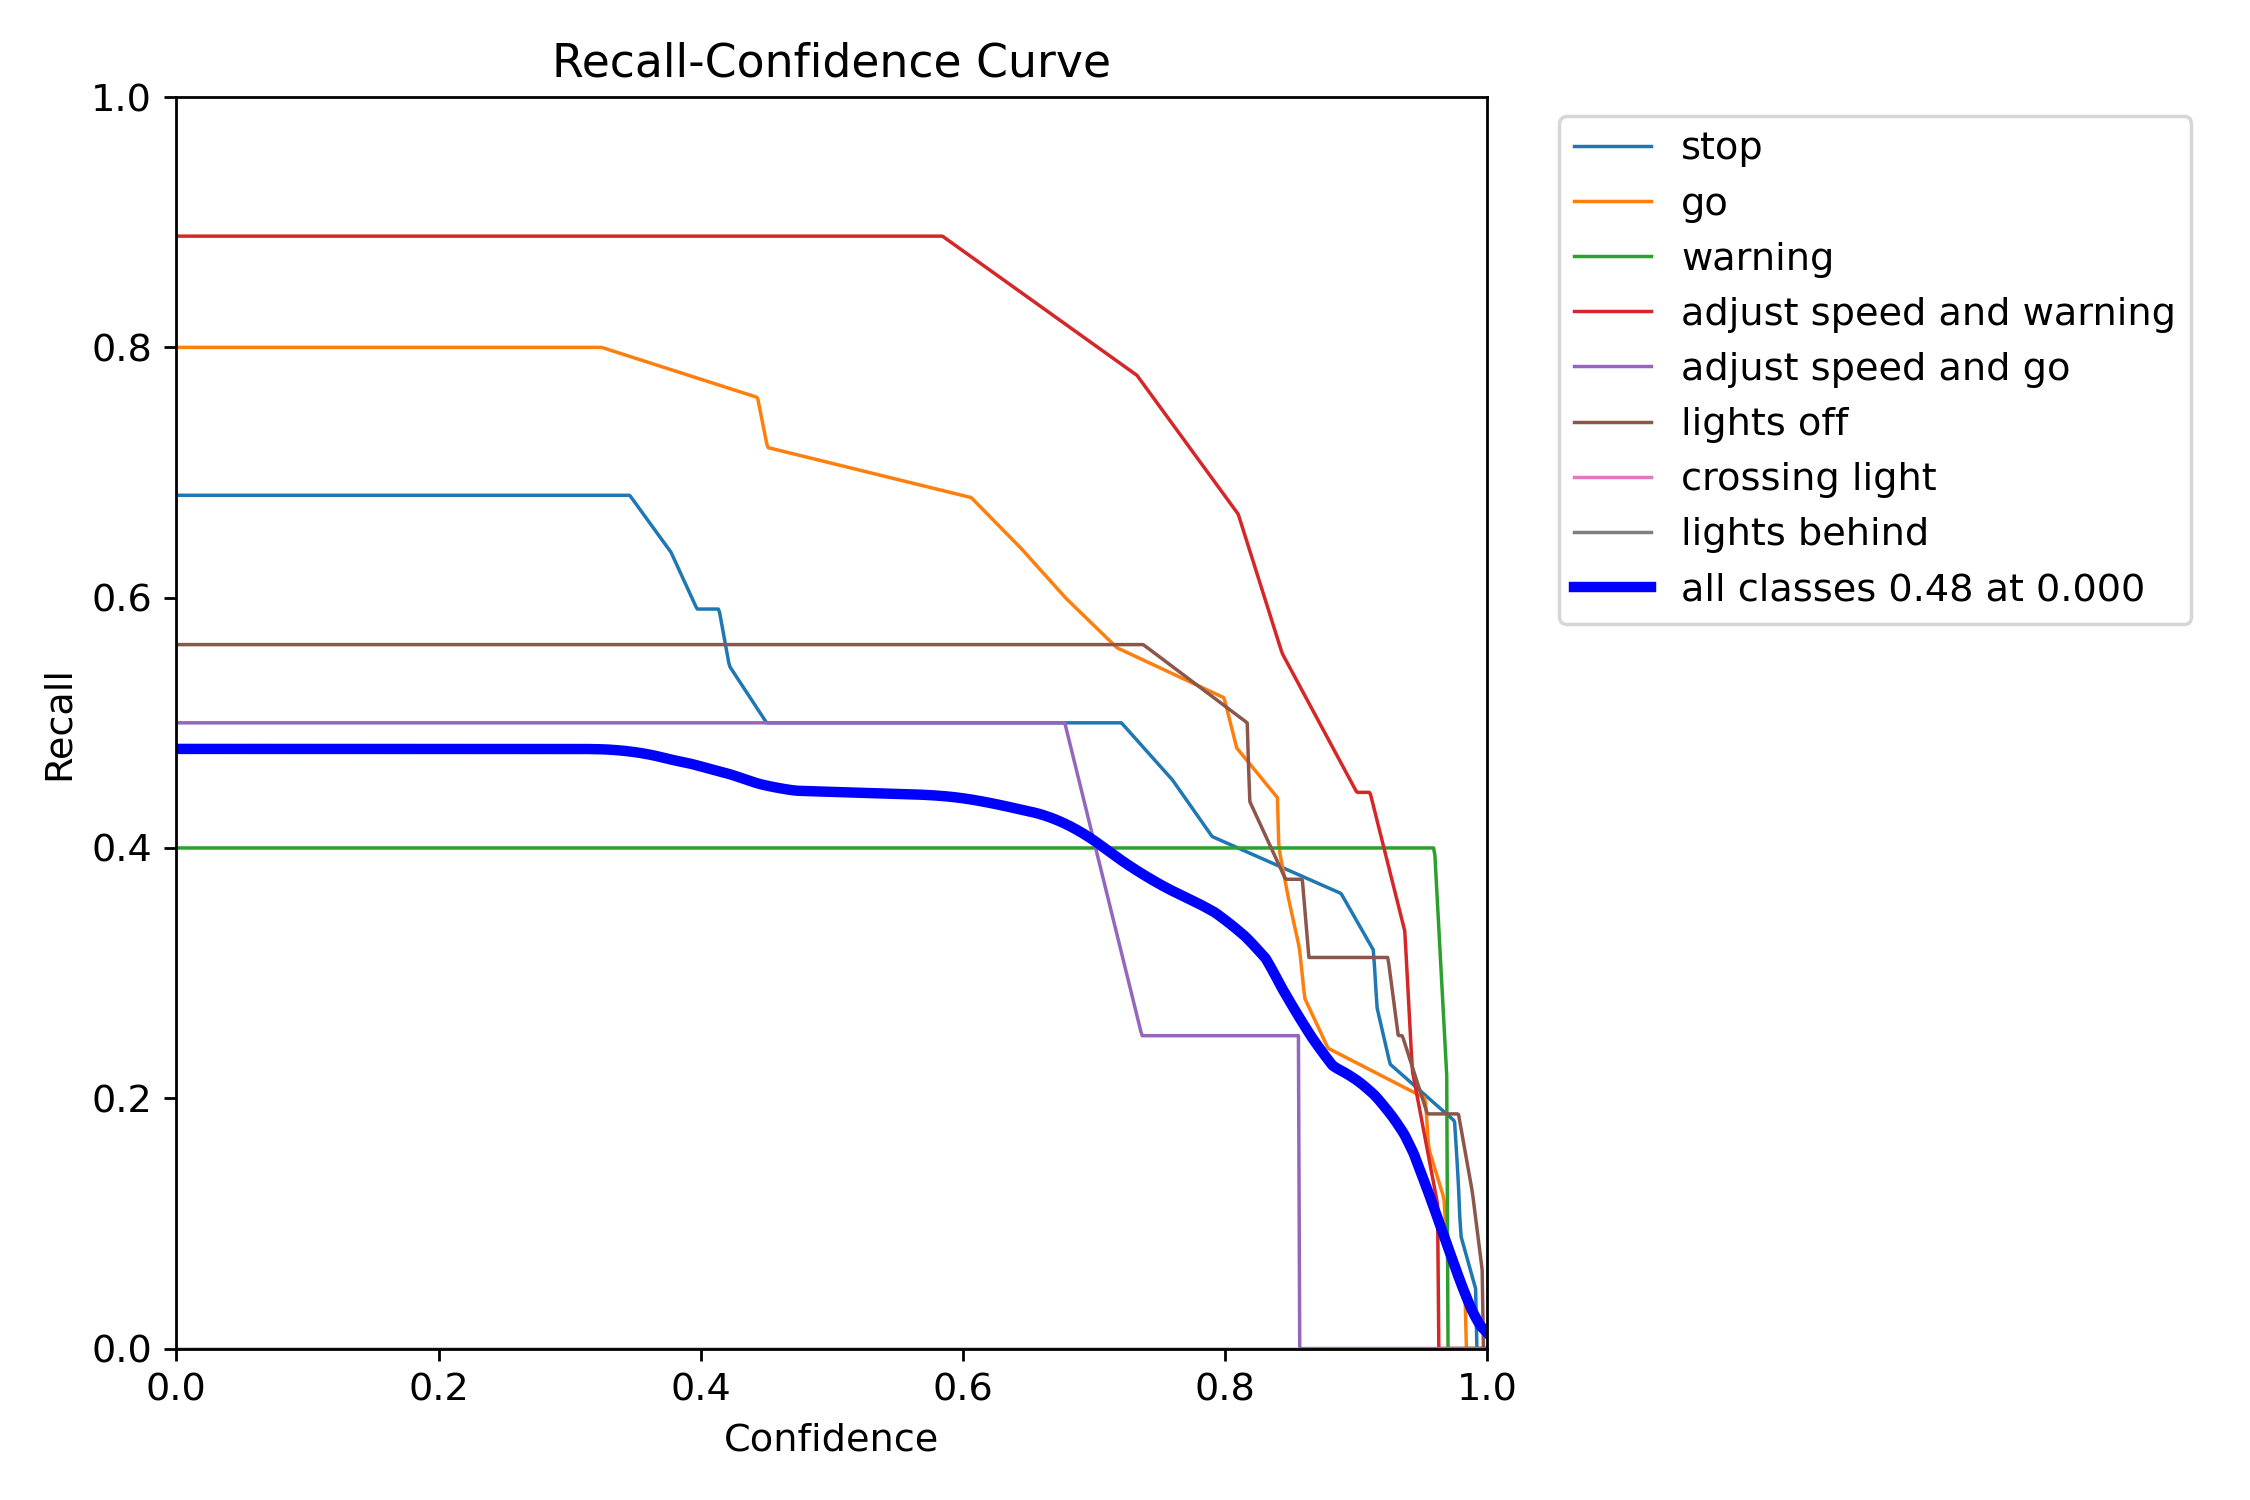 Recall-Confidence Curve
1.0
0.8
0.6
0.4
0.2
0.0
Recall
0.0 0.2 0.4 0.6 0.8 1.0
Confidence
stop
go
warning
adjust speed and warning
adjust speed and go
lights off
crossing light
lights behind
all classes 0.48 at 0.000